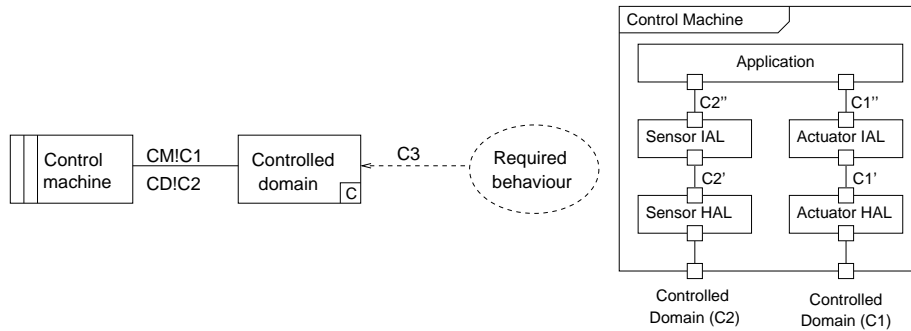 Control
machine
CM!C1
CD!C2
Controlled
domain
C
C3
Required
behaviour
Control Machine
Application
C2’’
C1’’
Sensor IAL
Actuator IAL
C2’
C1’
Sensor HAL
Actuator HAL
Controlled
Domain (C2)
Controlled
Domain (C1)